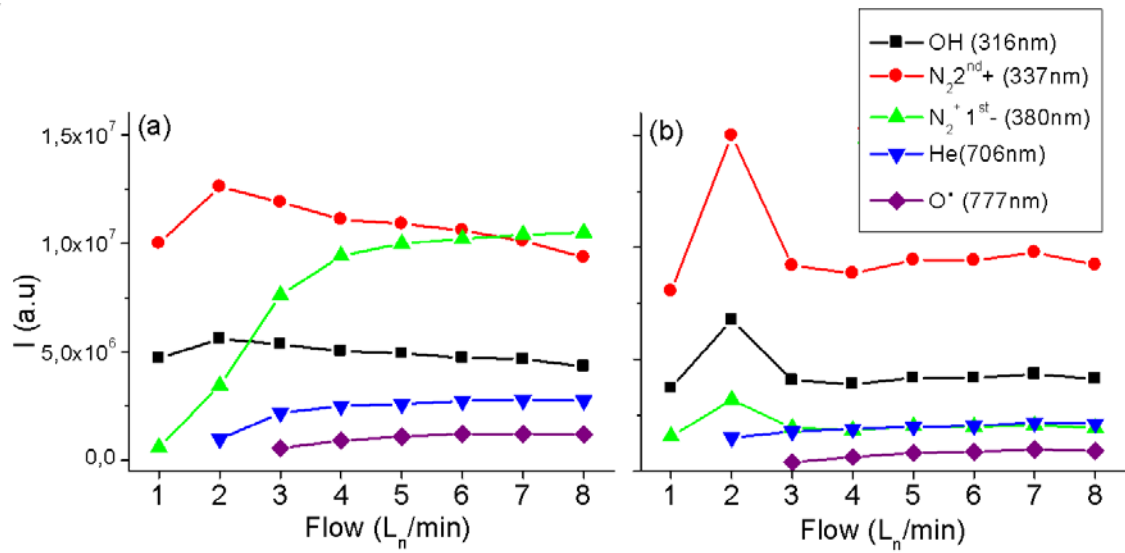 OH (316nm)
N₂2ⁿᵈ+ (337nm)
N₂⁺ 1ˢᵗ- (380nm)
He(706nm)
O* (777nm)
(a)
(b)
1,5x10⁷
1,0x10⁷
5,0x10⁶
0,0
I (a.u)
1 2 3 4 5 6 7 8
1 2 3 4 5 6 7 8
Flow (Lₙ/min)
Flow (Lₙ/min)